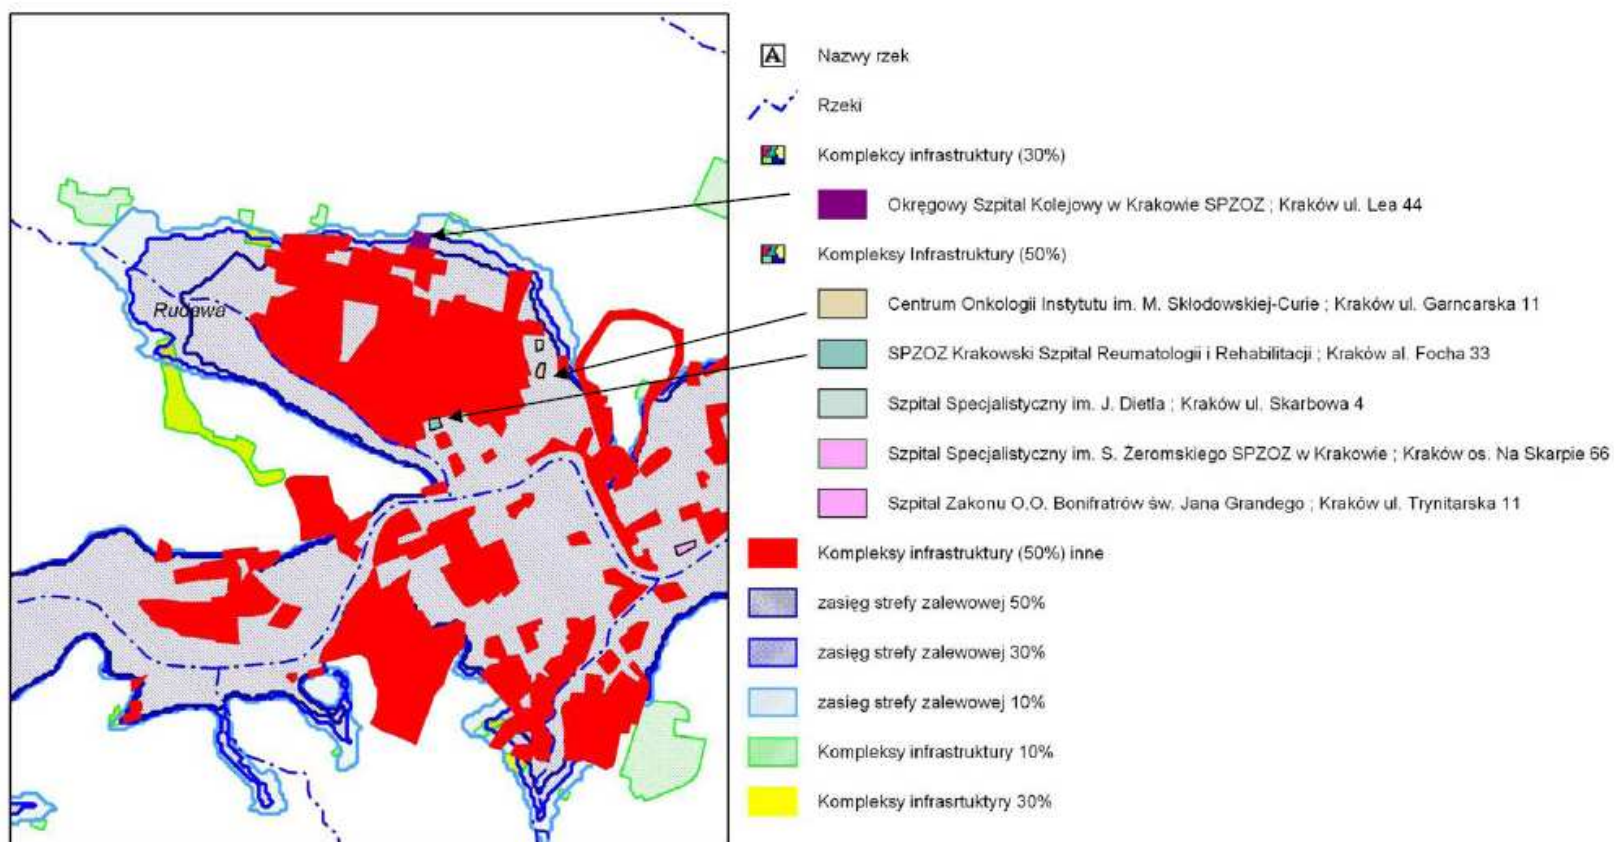 Rudawa
A Nazwy rzek
Rzeki
Komplekcy infrastruktury (30%)
Okręgowy Szpital Kolejowy w Krakowie SPZOZ ; Kraków ul. Lea 44
Kompleksy Infrastruktury (50%)
Centrum Onkologii Instytutu im. M. Skłodowskiej-Curie ; Kraków ul. Garncarska 11
SPZOZ Krakowski Szpital Reumatologii i Rehabilitacji ; Kraków al. Focha 33
Szpital Specjalistyczny im. J. Dietla ; Kraków ul. Skarbowa 4
Szpital Specjalistyczny im. S. Żeromskiego SPZOZ w Krakowie ; Kraków os. Na Skarpie 66
Szpital Zakonu O.O. Bonifratrów św. Jana Grandego ; Kraków ul. Trynitarska 11
Kompleksy infrastruktury (50%) inne
zasięg strefy zalewowej 50%
zasięg strefy zalewowej 30%
zasieg strefy zalewowej 10%
Kompleksy infrastruktury 10%
Kompleksy infrasrtuktyry 30%